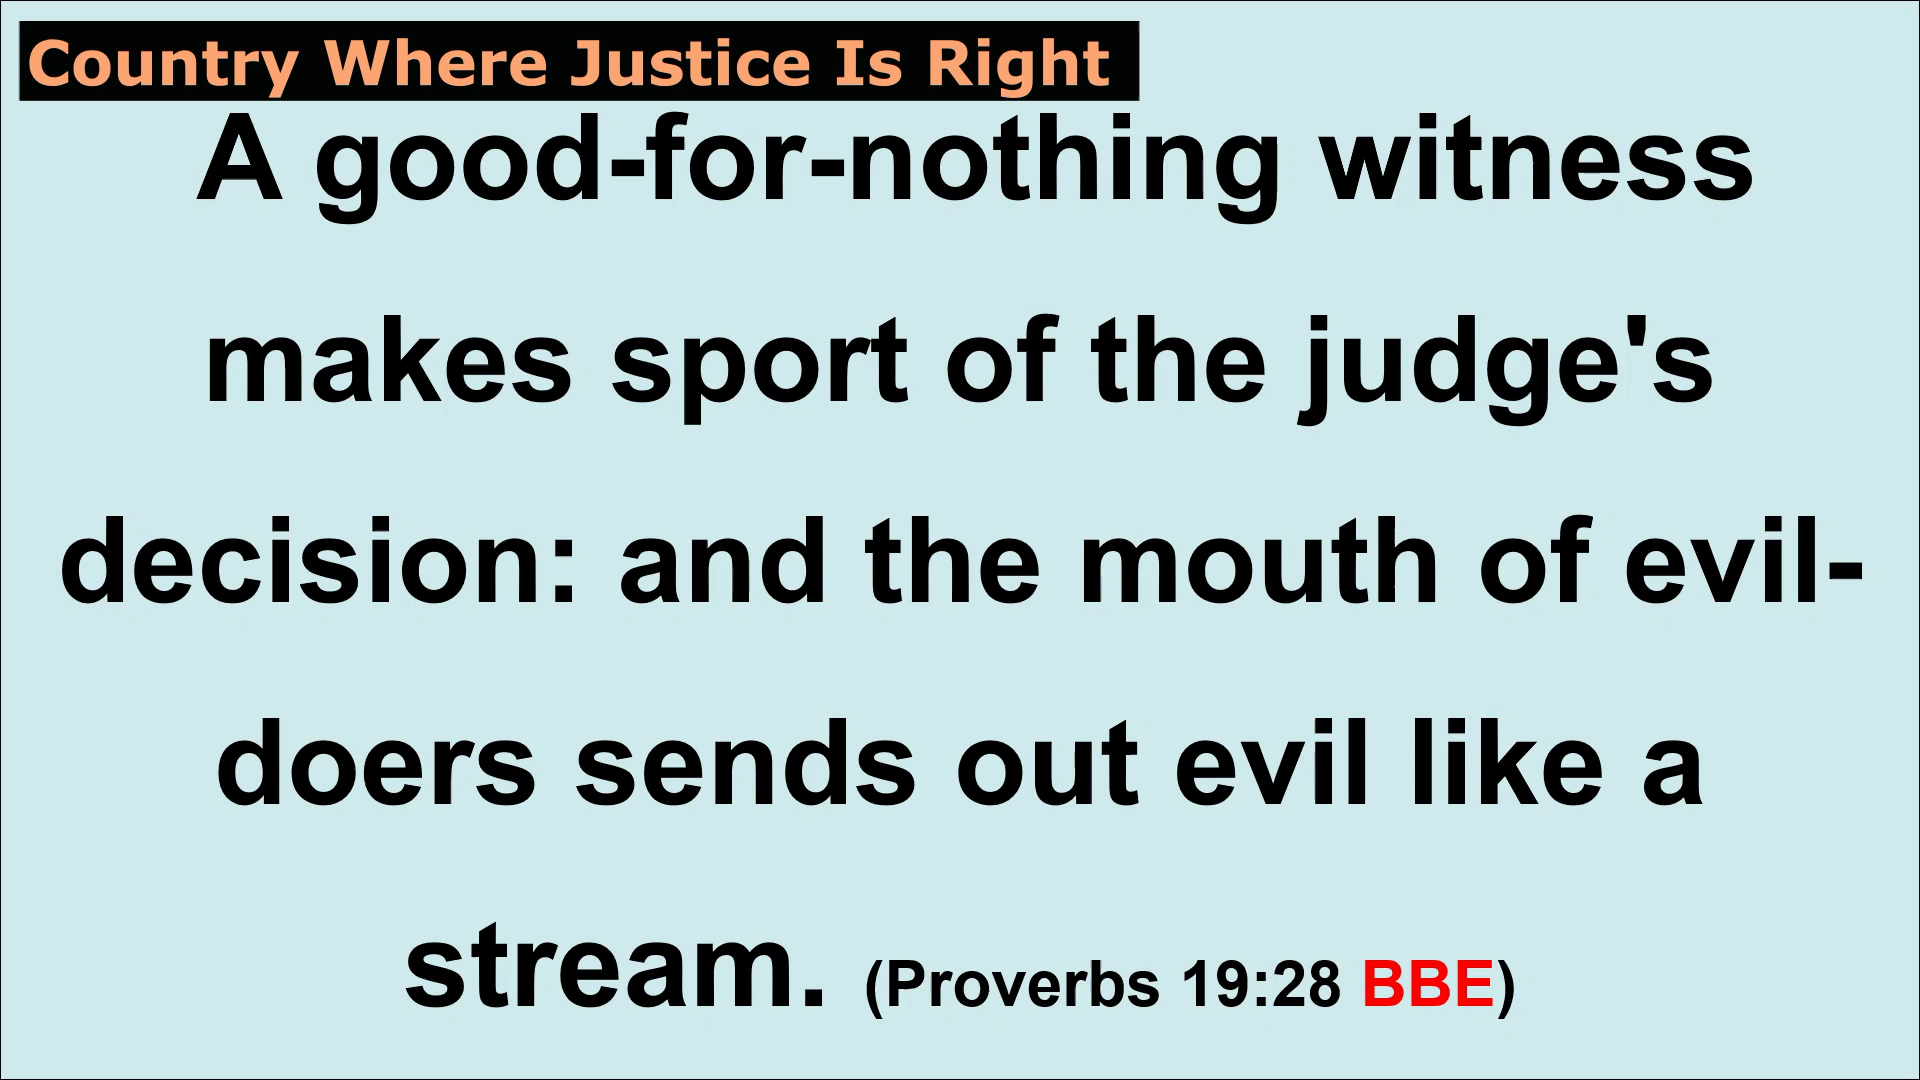 Country Where Justice Is Right
A good-for-nothing witness
makes sport of the judge's
decision: and the mouth of evil-
doers sends out evil like a
stream. (Proverbs 19:28 BBE)